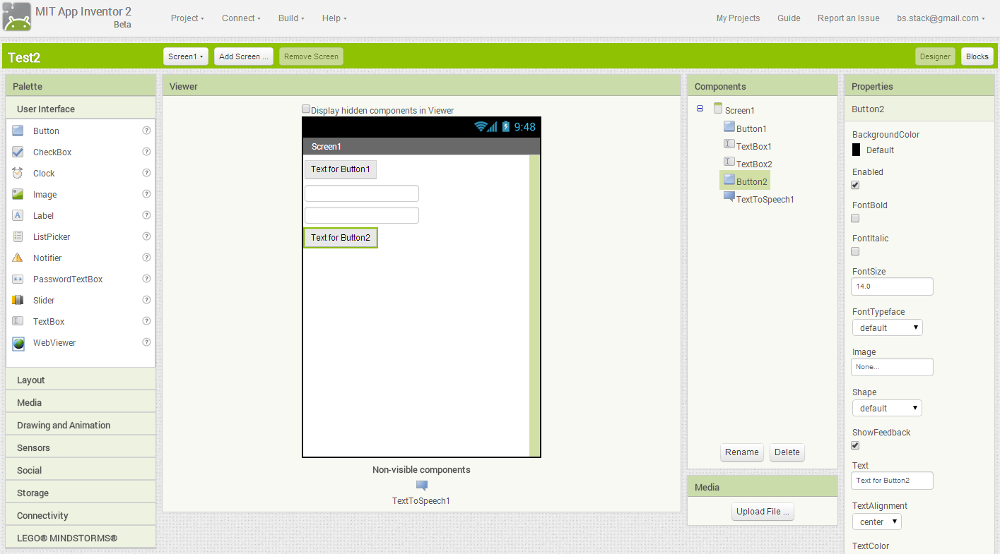 MIT App Inventor 2
Beta
Project
Connect
Build
Help
My Projects
Guide
Report an Issue
bs.stack@gmail.com
Test2
Screen1
Add Screen ...
Remove Screen
Designer
Blocks
Palette
User Interface
Button
CheckBox
Clock
Image
Label
ListPicker
Notifier
PasswordTextBox
Slider
TextBox
WebViewer
Layout
Media
Drawing and Animation
Sensors
Social
Storage
Connectivity
LEGO® MINDSTORMS®
Viewer
Display hidden components in Viewer
9:48
Screen1
Text for Button1
Text for Button2
Non-visible components
TextToSpeech1
Components
Screen1
Button1
TextBox1
TextBox2
Button2
TextToSpeech1
Rename
Delete
Media
Upload File ...
Properties
Button2
BackgroundColor
Default
Enabled
FontBold
FontItalic
FontSize
14.0
FontTypeface
default
Image
None...
Shape
default
ShowFeedback
Text
Text for Button2
TextAlignment
center
TextColor